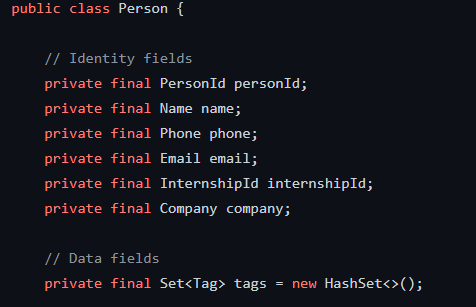 public class Person {
// Identity fields
private final PersonId personId;
private final Name name;
private final Phone phone;
private final Email email;
private final InternshipId internshipId;
private final Company company;
// Data fields
private final Set<Tag> tags = new HashSet<>();